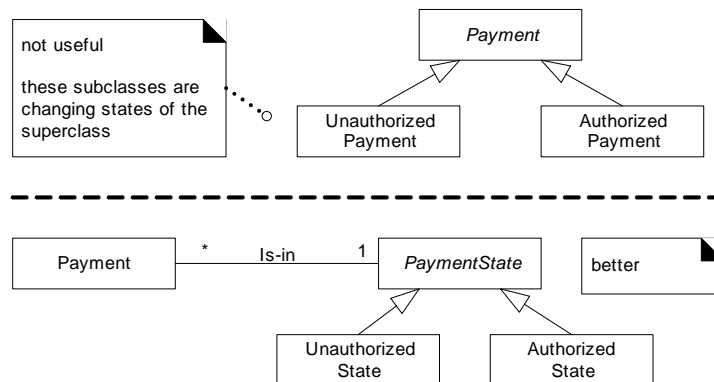 not useful
these subclasses are
changing states of the
superclass
Payment
Unauthorized
Payment
Authorized
Payment
Payment
*
Is-in
1
PaymentState
better
Unauthorized
State
Authorized
State